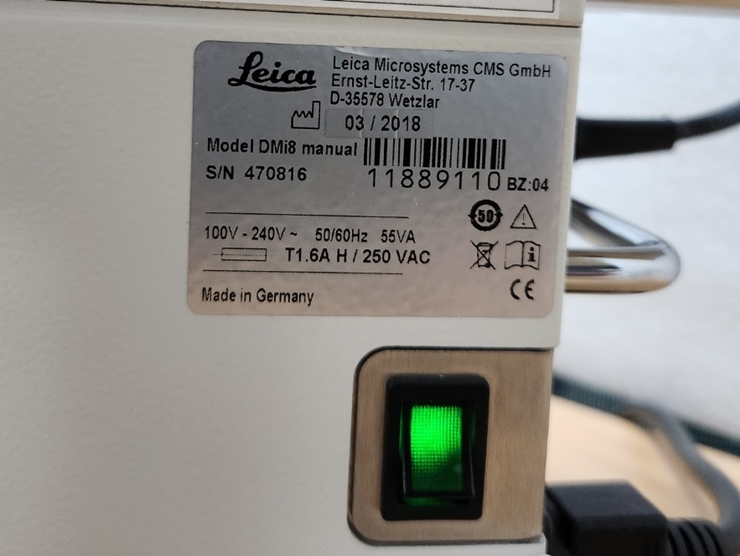 Leica
Leica Microsystems CMS GmbH
Ernst-Leitz-Str. 17-37
D-35578 Wetzlar
03 / 2018
Model DMi8 manual
S/N 470816
11889110 BZ:04
50
100V - 240V ~ 50/60Hz 55VA
T1.6A H / 250 VAC
Made in Germany
CE